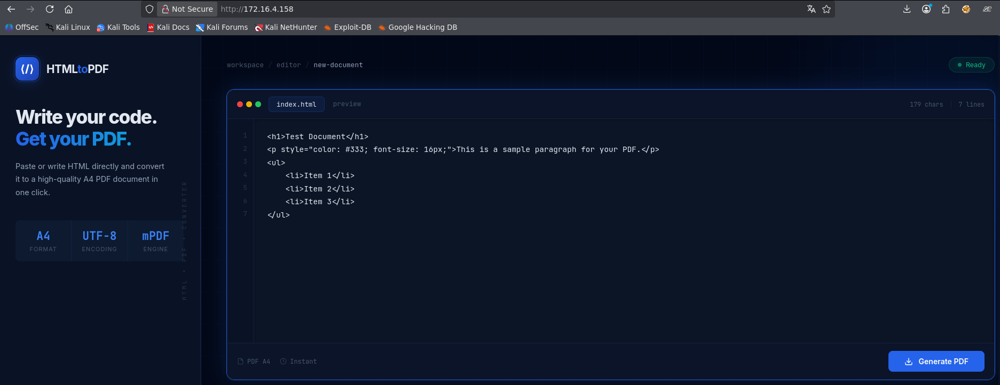 Not Secure http://172.16.4.158
OffSec Kali Linux Kali Tools Kali Docs Kali Forums Kali NetHunter Exploit-DB Google Hacking DB
</> HTMLtoPDF
Write your code.
Get your PDF.
Paste or write HTML directly and convert
it to a high-quality A4 PDF document in
one click.
A4 UTF-8 mPDF
FORMAT ENCODING ENGINE
HTML • PDF • CONVERTER
workspace / editor / new-document
Ready
index.html preview 179 chars 7 lines
1 <h1>Test Document</h1>
2 <p style="color: #333; font-size: 16px;">This is a sample paragraph for your PDF.</p>
3 <ul>
4 <li>Item 1</li>
5 <li>Item 2</li>
6 <li>Item 3</li>
7 </ul>
PDF A4 Instant
Generate PDF